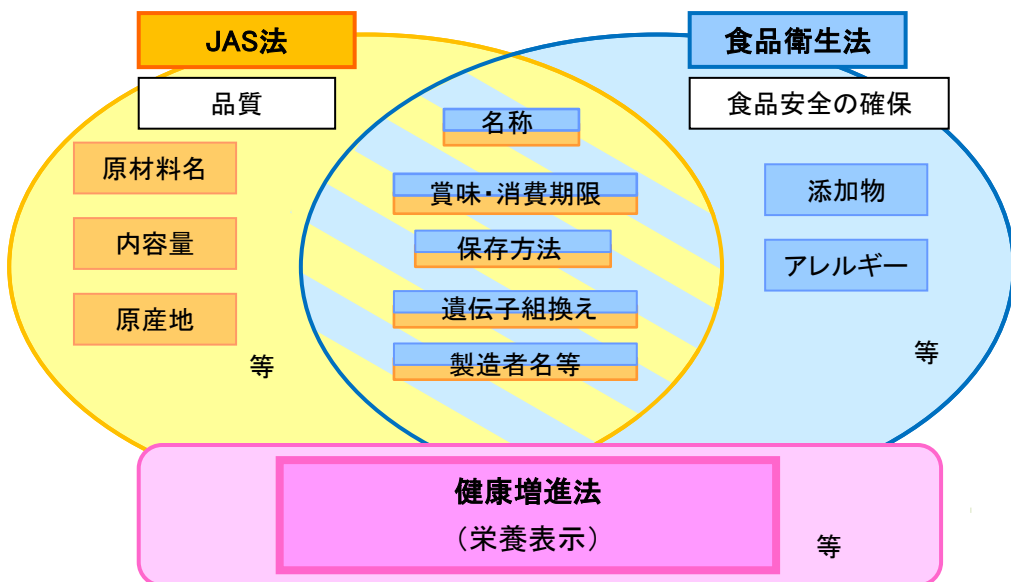 JAS法
品質
原材料名
内容量
原産地
等
名称
賞味・消費期限
保存方法
遺伝子組換え
製造者名等
食品衛生法
食品安全の確保
添加物
アレルギー
等
健康増進法
（栄養表示）
等